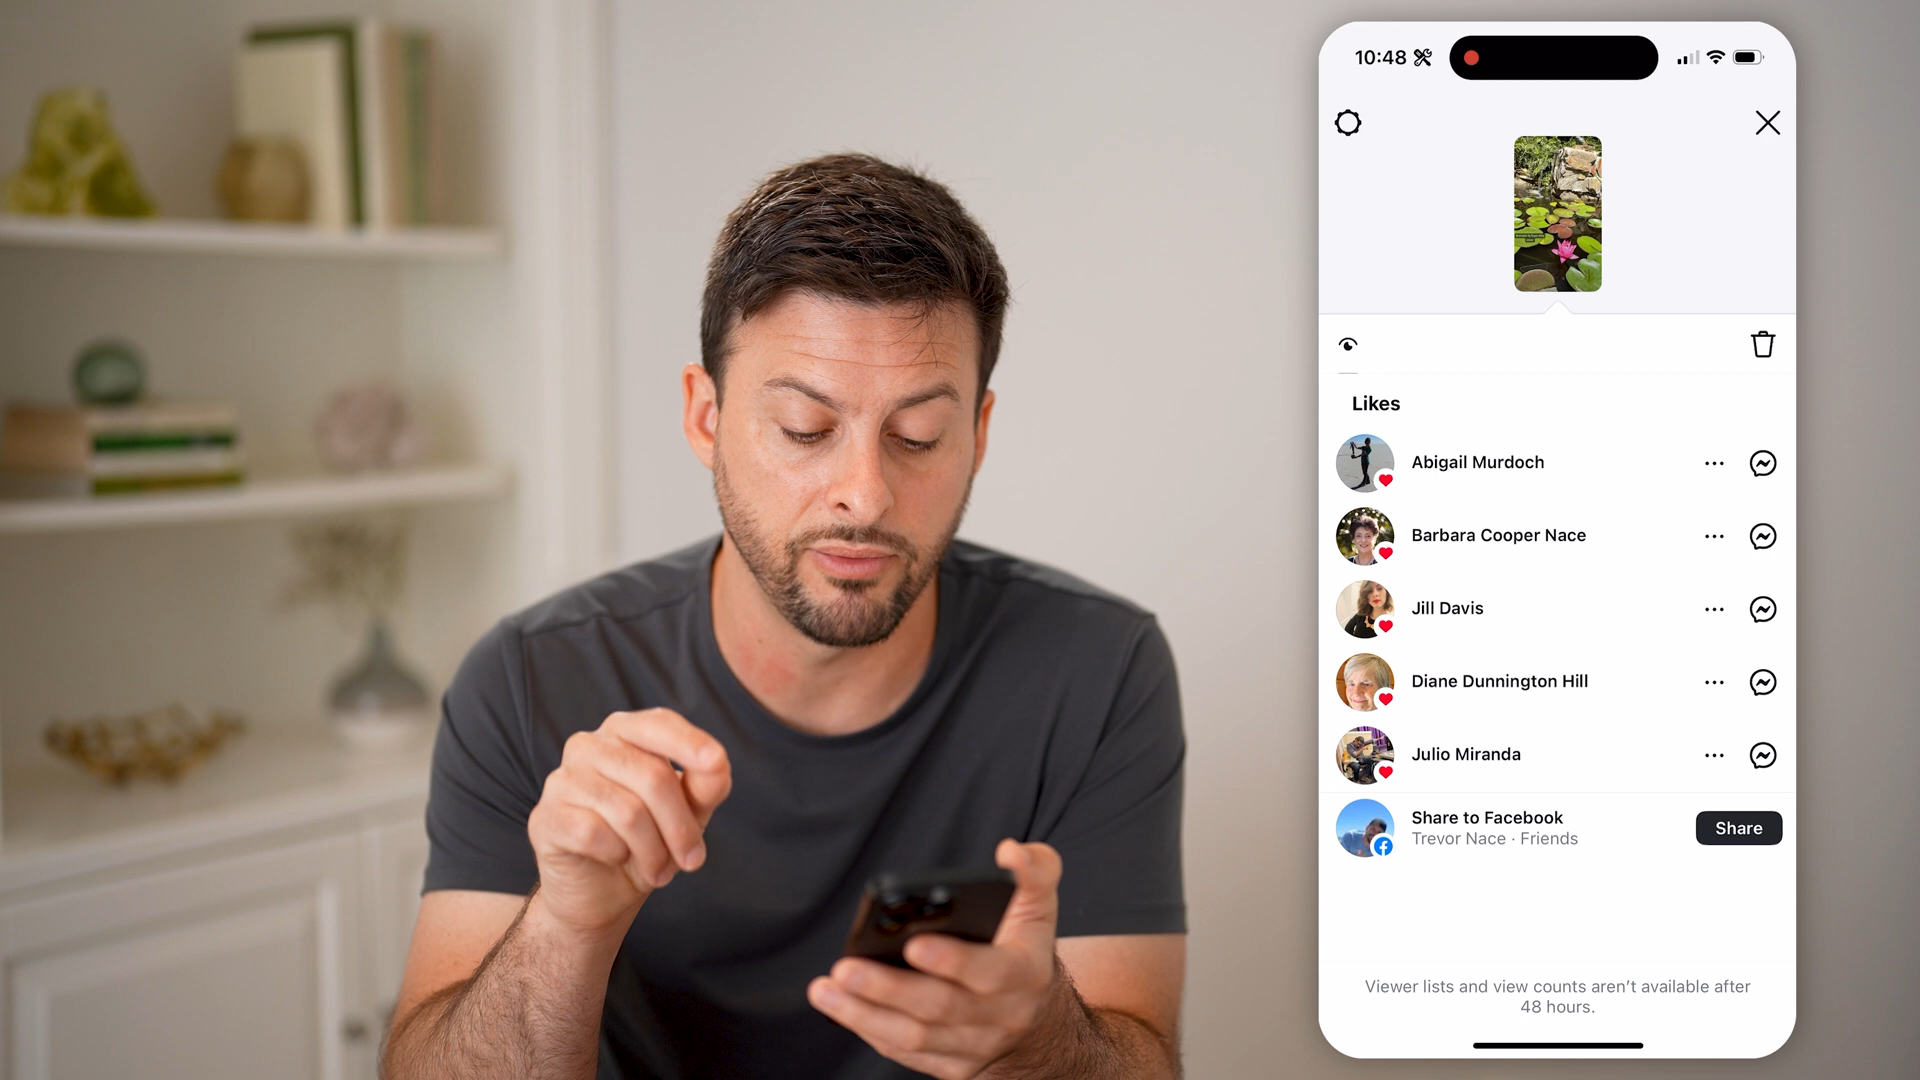 10:48
Likes
Abigail Murdoch
Barbara Cooper Nace
Jill Davis
Diane Dunnington Hill
Julio Miranda
Share to Facebook
Trevor Nace · Friends
Share
Viewer lists and view counts aren’t available after
48 hours.